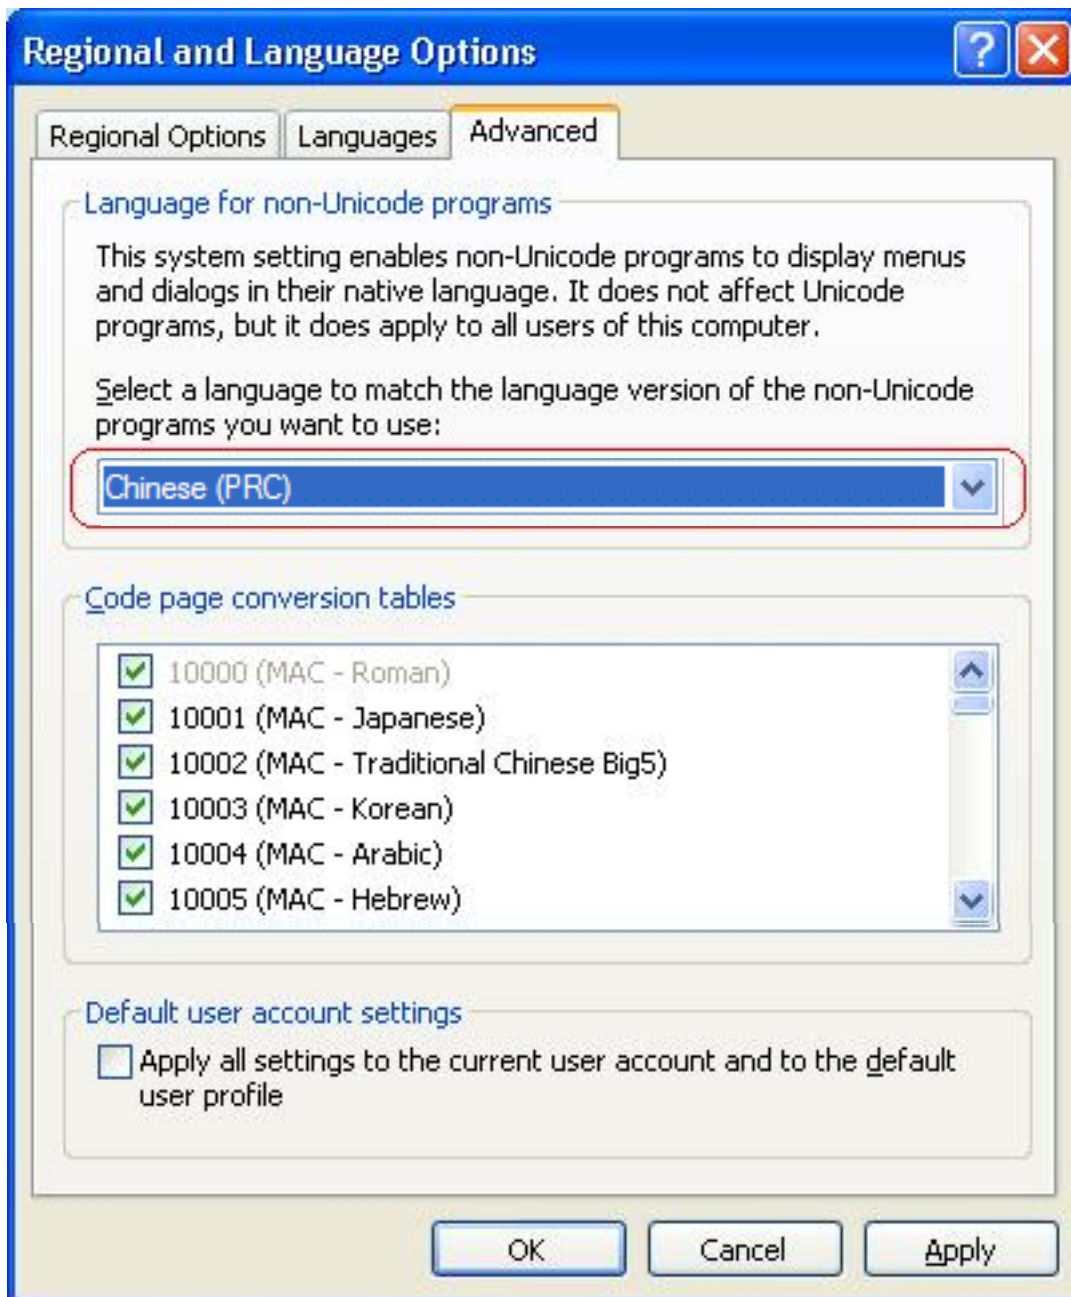 Regional and Language Options
Regional Options Languages Advanced
Language for non-Unicode programs
This system setting enables non-Unicode programs to display menus
and dialogs in their native language. It does not affect Unicode
programs, but it does apply to all users of this computer.
Select a language to match the language version of the non-Unicode
programs you want to use:
Chinese (PRC)
Code page conversion tables
10000 (MAC - Roman)
10001 (MAC - Japanese)
10002 (MAC - Traditional Chinese Big5)
10003 (MAC - Korean)
10004 (MAC - Arabic)
10005 (MAC - Hebrew)
Default user account settings
Apply all settings to the current user account and to the default
user profile
OK Cancel Apply